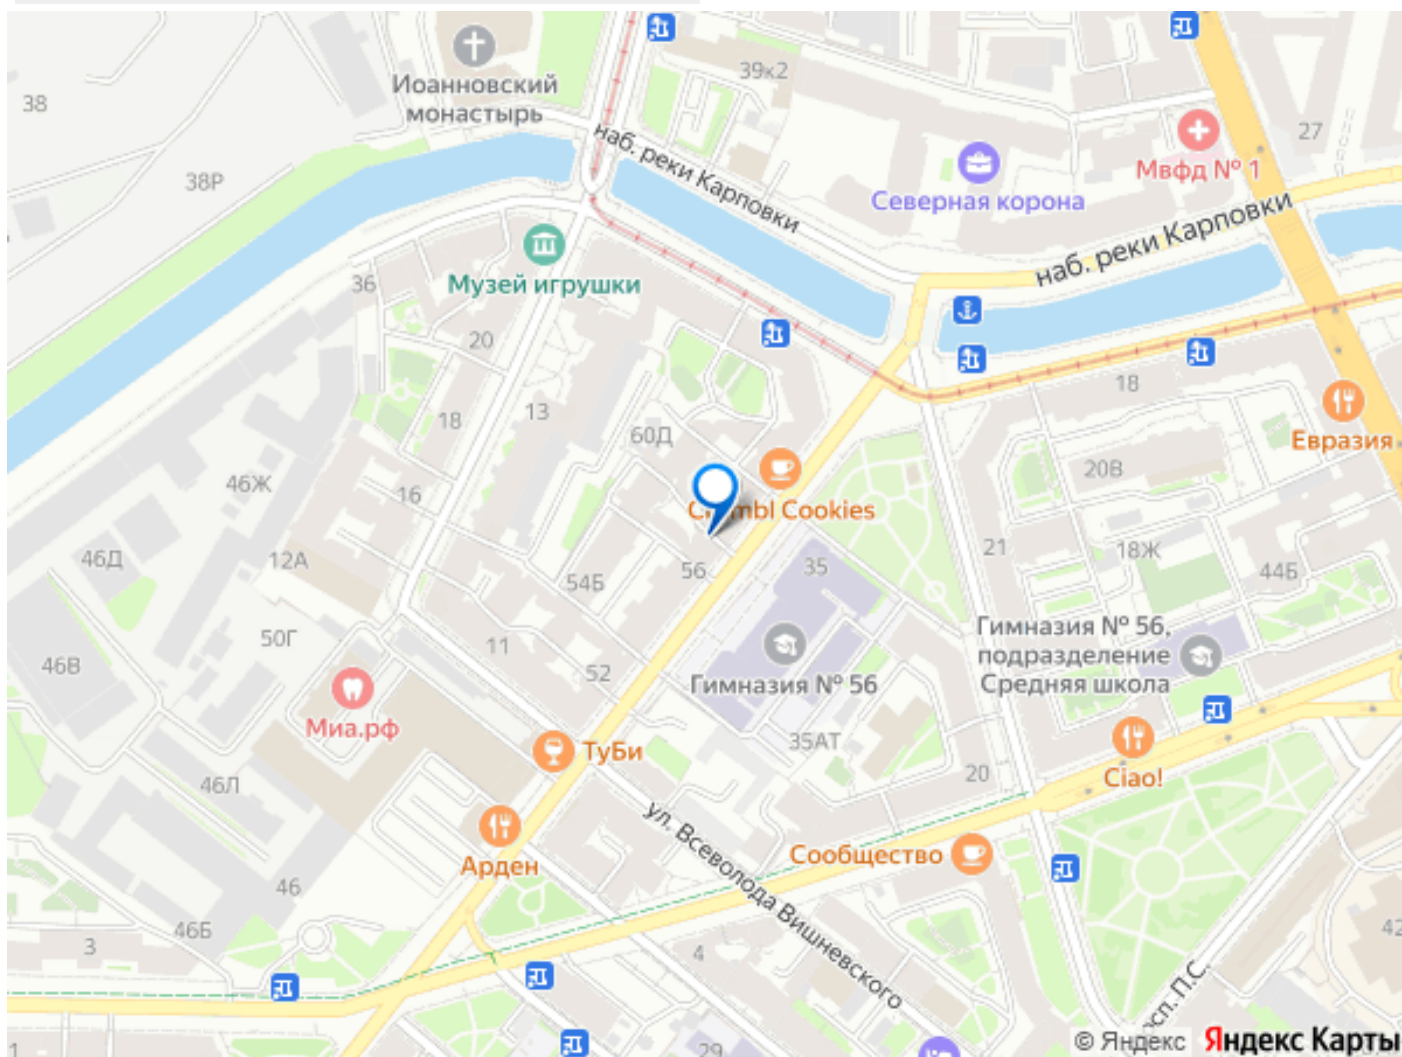 38
Иоанновский
монастырь
39к2
наб. реки Карповки
27
Мвфд № 1
Северная корона
38Р
наб. реки Карповки
Музей игрушки
36
20
18
13
60Д
18
Евразия
20В
46Ж
16
Crumbl Cookies
46Д
12А
54Б
56
35
21
18Ж
44Б
50Г
11
52
Гимназия № 56
Гимназия № 56,
подразделение
Средняя школа
46В
Миа.рф
ТуБи
35АТ
20
Ciao!
46Л
Арден
ул. Всеволода Вишневского
Сообщество
46
46Б
3
4
42
29
1
росп. П.С.
© Яндекс Яндекс Карты